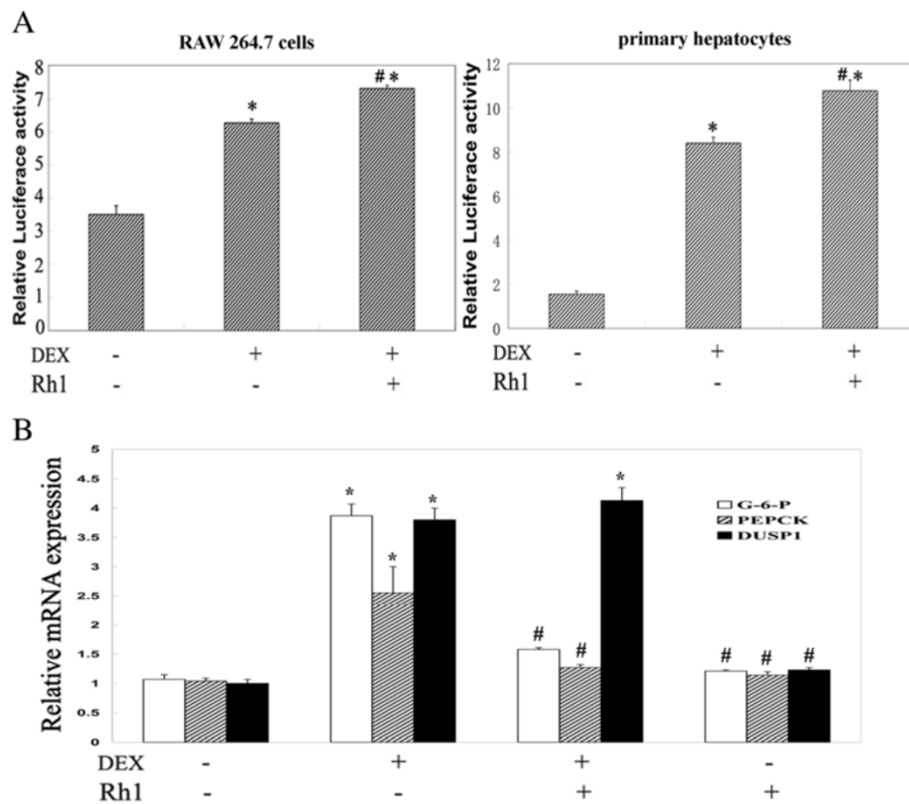 A
RAW 264.7 cells
Relative Luciferace activity
8
7
6
5
4
3
2
1
0
*
# *
DEX - + +
Rh1 - - +
primary hepatocytes
Relative Luciferace activity
12
10
8
6
4
2
0
*
# *
- + +
- - +
B
Relative mRNA expression
5
4.5
4
3.5
3
2.5
2
1.5
1
0.5
0
* * *
# # *
# # #
G-6-P
PEPCK
DUSP1
DEX - + + -
Rh1 - - + +